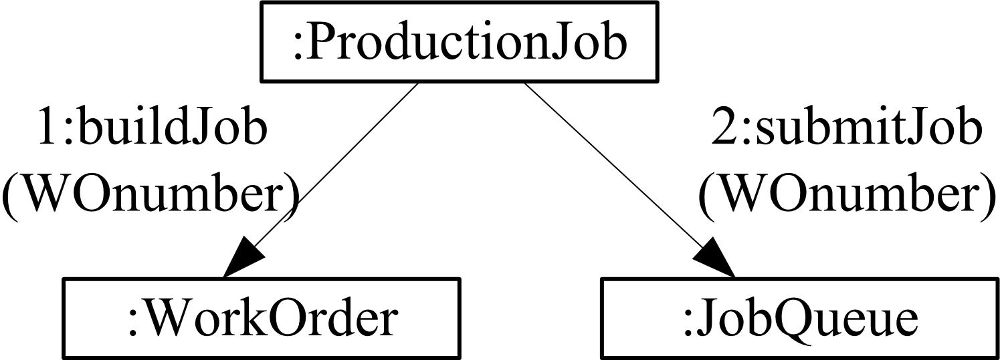 :ProductionJob
1:buildJob
(WOnumber)
2:submitJob
(WOnumber)
:WorkOrder
:JobQueue